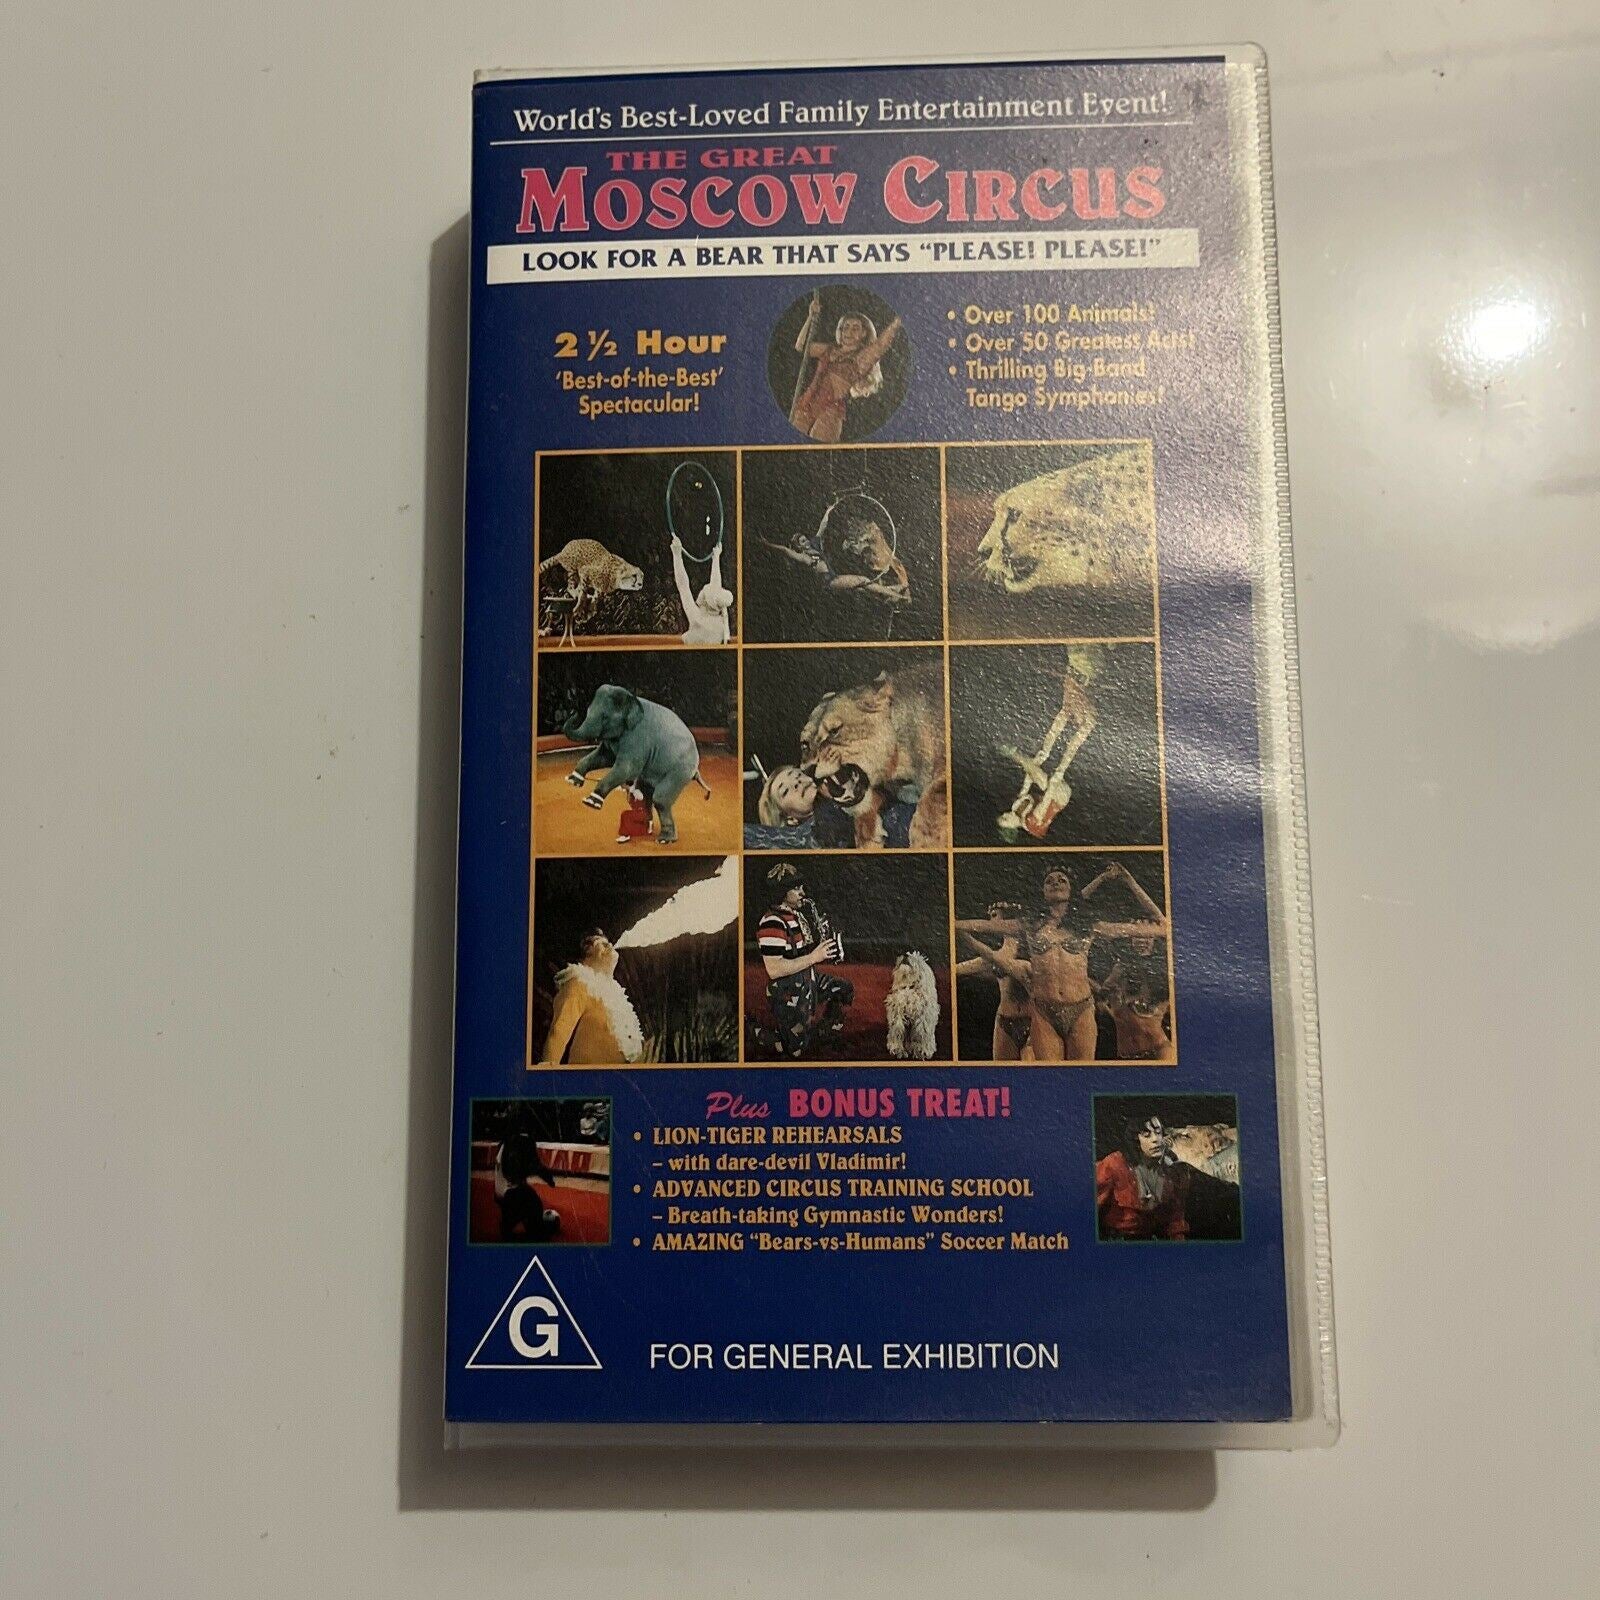 World's Best-Loved Family Entertainment Event!
THE GREAT
MOSCOW CIRCUS
LOOK FOR A BEAR THAT SAYS "PLEASE! PLEASE!"
2 ½ Hour
'Best-of-the-Best'
Spectacular!
• Over 100 Animals!
• Over 50 Greatest Acts!
• Thrilling Big-Band
Tango Symphonies!
Plus BONUS TREAT!
• LION-TIGER REHEARSALS
– with dare-devil Vladimir!
• ADVANCED CIRCUS TRAINING SCHOOL
– Breath-taking Gymnastic Wonders!
• AMAZING "Bears-vs-Humans" Soccer Match
G
FOR GENERAL EXHIBITION